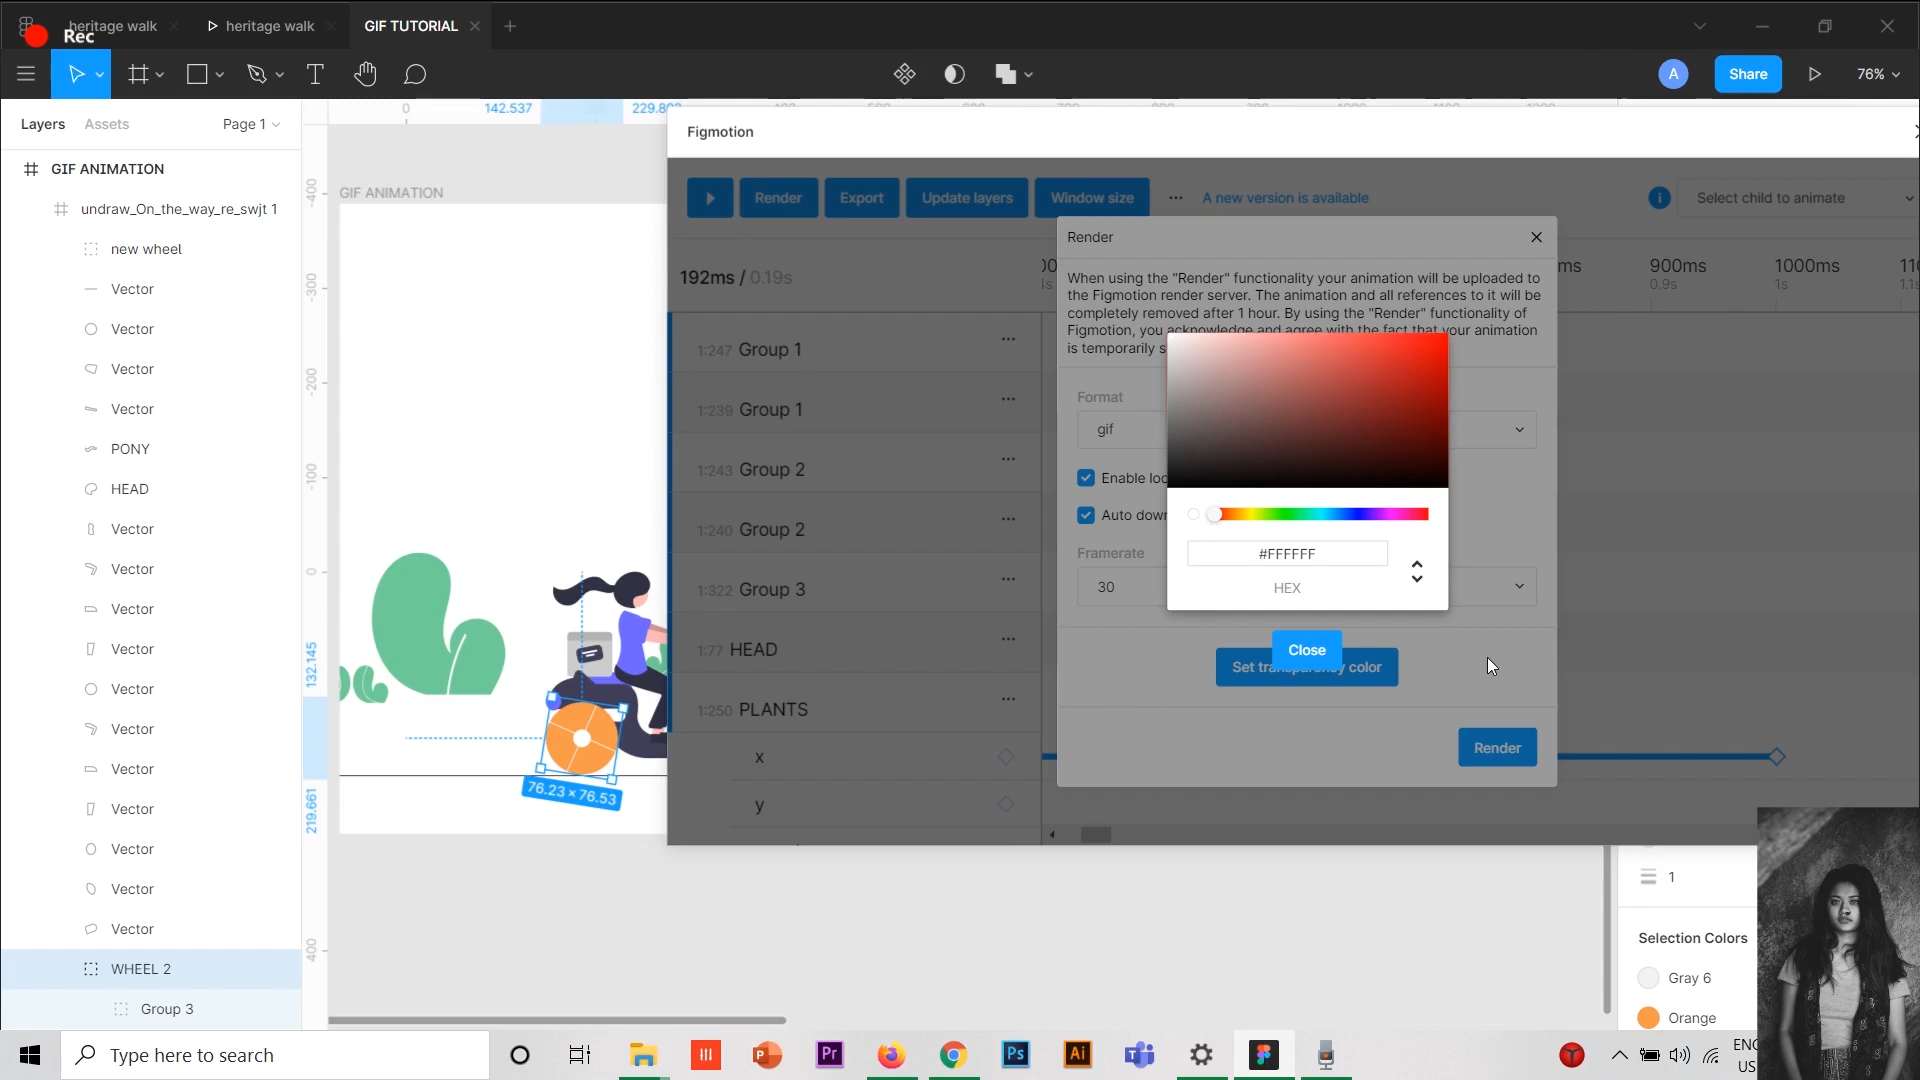 Rec
heritage walk
heritage walk
GIF TUTORIAL
Share
A
76%
Layers
Assets
Page 1
GIF ANIMATION
undraw_On_the_way_re_swjt 1
new wheel
Vector
Vector
Vector
Vector
PONY
HEAD
Vector
Vector
Vector
Vector
Vector
Vector
Vector
Vector
Vector
Vector
Vector
WHEEL 2
Group 3
0
142.537
229.802
-400
-300
-200
-100
0
132.145
219.661
400
GIF ANIMATION
76.23 × 76.53
Figmotion
Render
Export
Update layers
Window size
A new version is available
Select child to animate
192ms / 0.19s
ms
900ms
0.9s
1000ms
1s
1:247 Group 1
1:239 Group 1
1:243 Group 2
1:240 Group 2
1:322 Group 3
1:77 HEAD
1:250 PLANTS
x
y
Render
When using the "Render" functionality your animation will be uploaded to
the Figmotion render server. The animation and all references to it will be
completely removed after 1 hour. By using the "Render" functionality of
Figmotion, you acknowledge and agree with the fact that your animation
is temporarily s
Format
gif
Enable loo
Auto down
Framerate
30
#FFFFFF
HEX
Close
Set transparency color
Render
1
Selection Colors
Gray 6
Orange
Type here to search
ENG
US